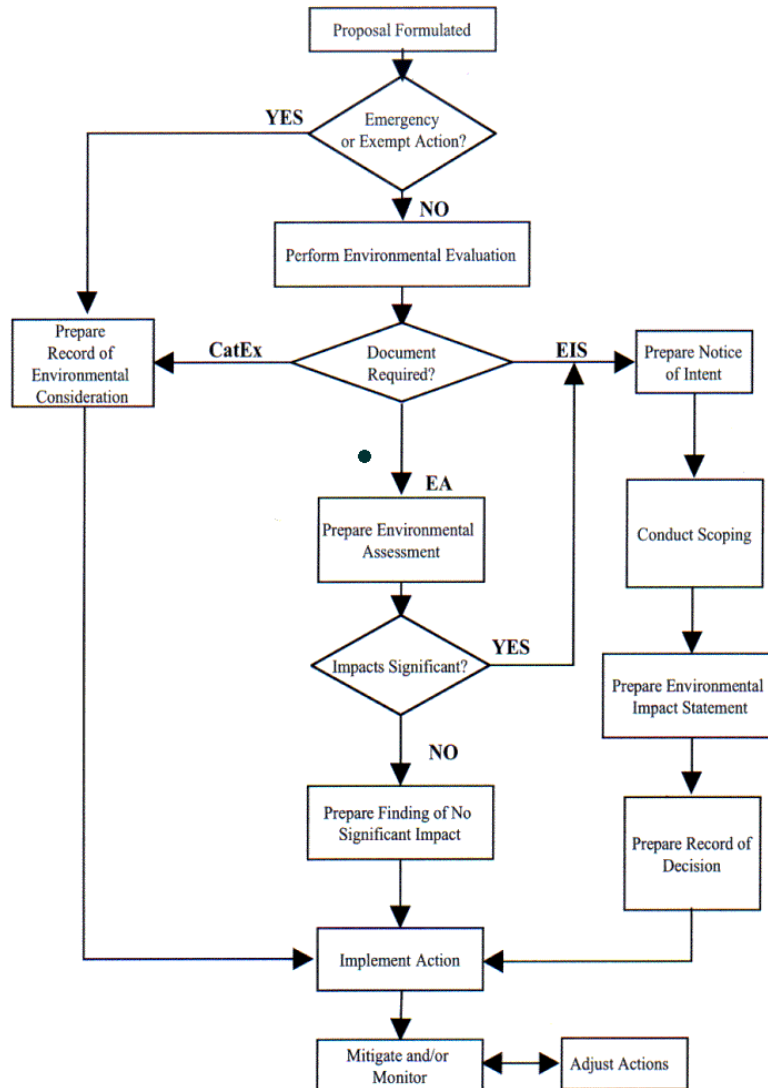 Proposal Formulated
YES
Emergency
or Exempt Action?
NO
Perform Environmental Evaluation
Prepare
Record of
Environmental
Consideration
CatEx
Document
Required?
EIS
Prepare Notice
of Intent
EA
Prepare Environmental
Assessment
Conduct Scoping
Impacts Significant?
YES
Prepare Environmental
Impact Statement
NO
Prepare Finding of No
Significant Impact
Prepare Record of
Decision
Implement Action
Mitigate and/or
Monitor
Adjust Actions